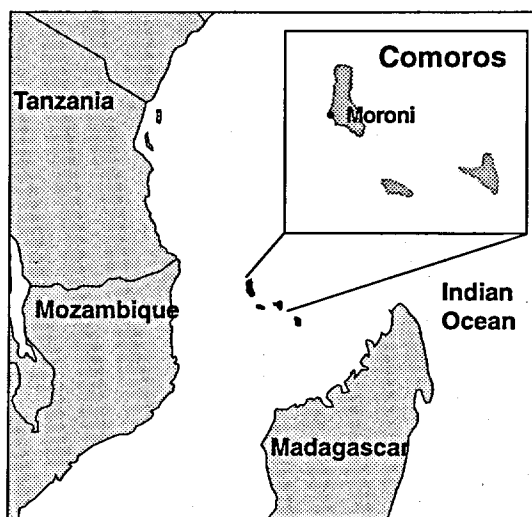 Comoros
Tanzania
Moroni
Mozambique
Indian
Ocean
Madagascar